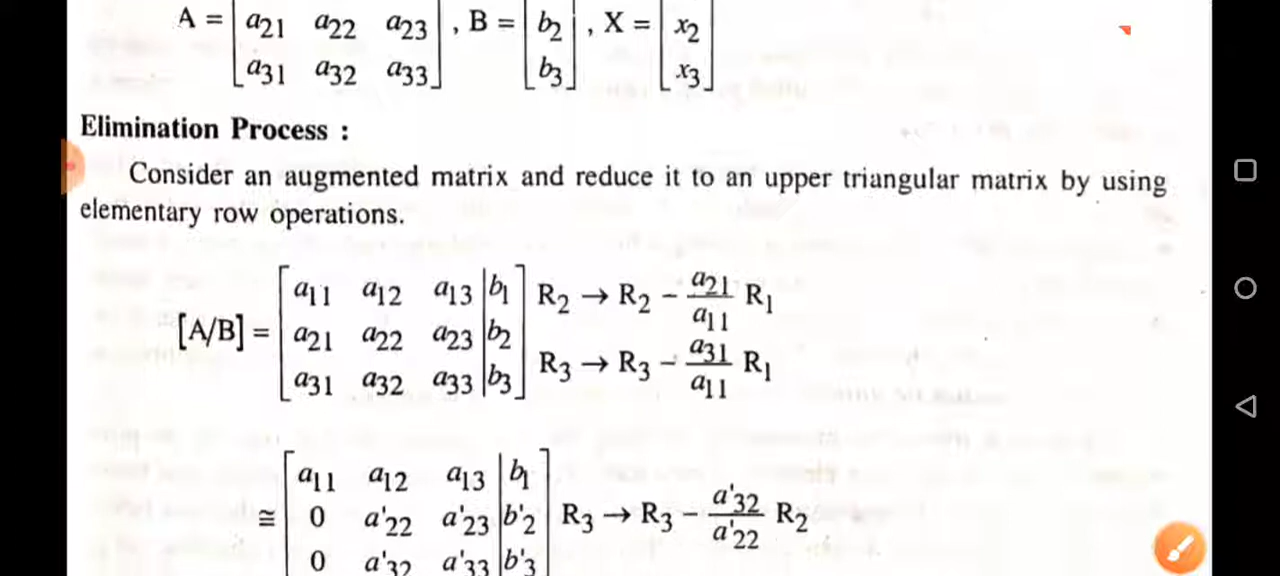 A = [ a21 a22 a23 ] , B = [ b2 ] , X = [ x2 ]
a31 a32 a33 b3 x3
Elimination Process :
Consider an augmented matrix and reduce it to an upper triangular matrix by using
elementary row operations.
a11 a12 a13 | b1 R2 → R2 − a21/a11 R1
[A/B] = a21 a22 a23 | b2
a31 a32 a33 | b3 R3 → R3 − a31/a11 R1
a11 a12 a13 | b1
≅ 0 a'22 a'23 | b'2 R3 → R3 − a'32/a'22 R2
0 a'32 a'33 | b'3